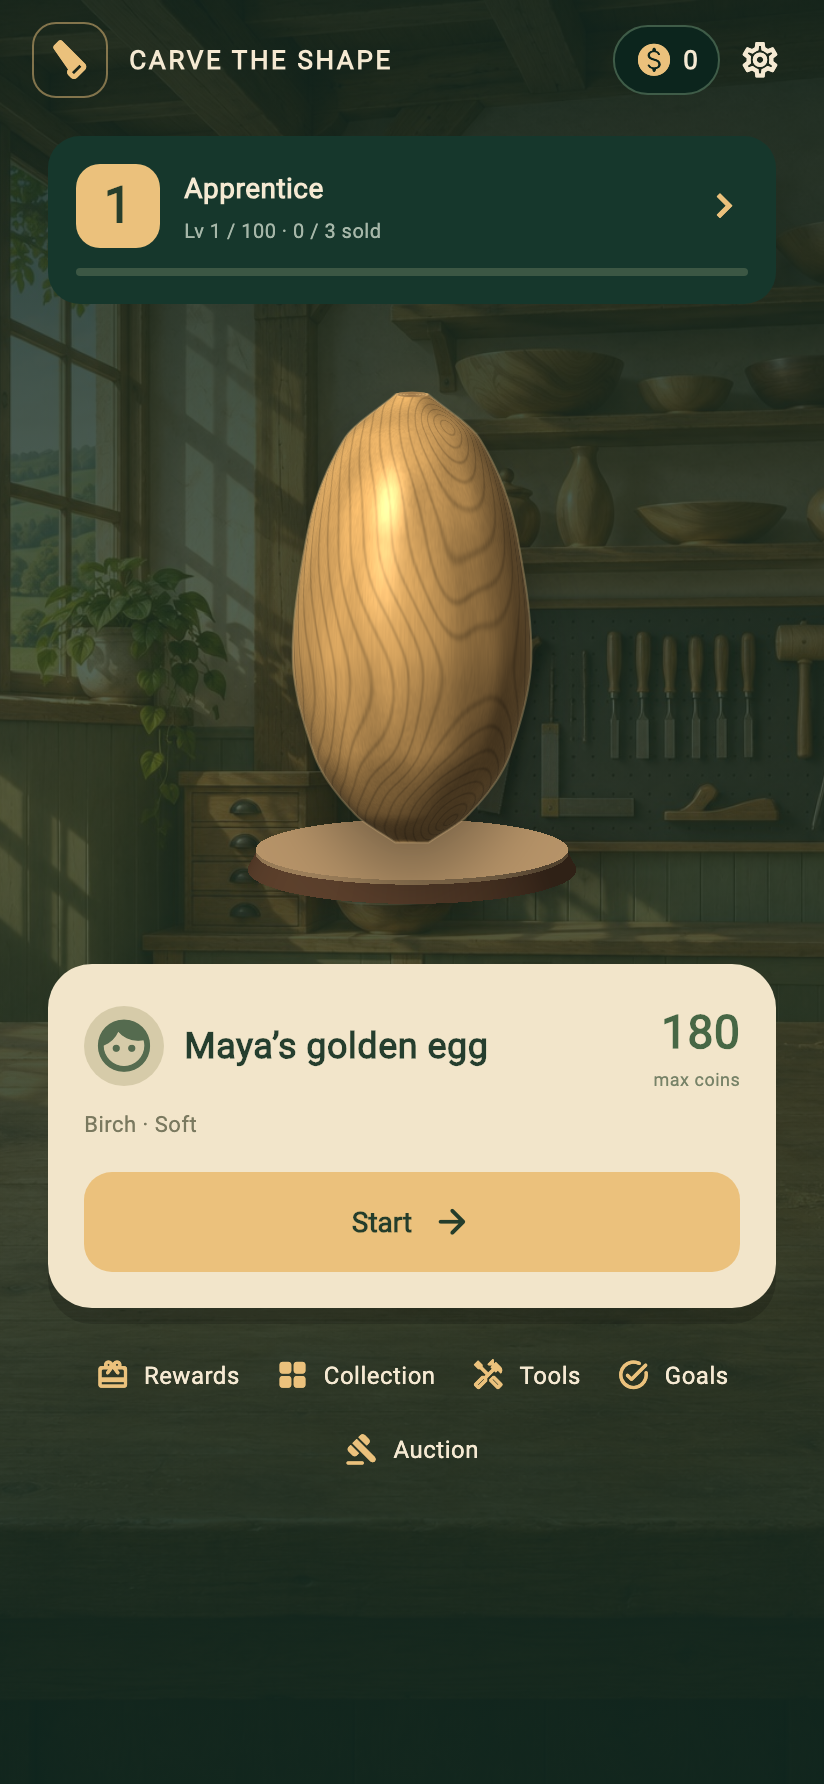 CARVE THE SHAPE
0
1
Apprentice
Lv 1 / 100 · 0 / 3 sold
Maya’s golden egg
180
max coins
Birch · Soft
Start
Rewards
Collection
Tools
Goals
Auction